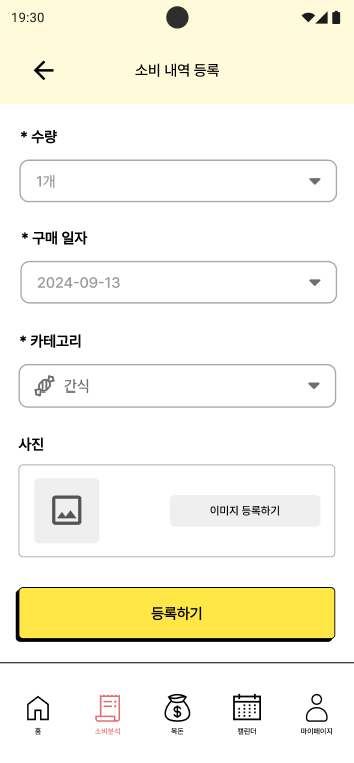 19:30
소비 내역 등록
* 수량
1개
* 구매 일자
2024-09-13
* 카테고리
간식
사진
이미지 등록하기
등록하기
홈
소비분석
목돈
캘린더
마이페이지